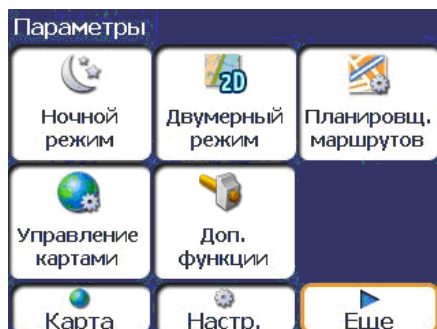 Параметры
2D
Ночной режим
Двумерный режим
Планировщ. маршрутов
Управление картами
Доп. функции
Карта
Настр.
Еще